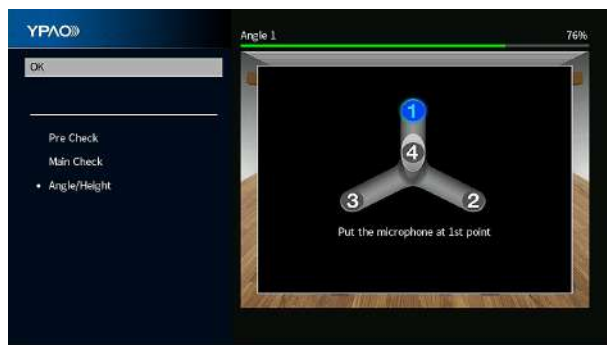 YPAO
OK
Pre Check
Main Check
• Angle/Height
Angle 1 76%
1
4
3 2
Put the microphone at 1st point